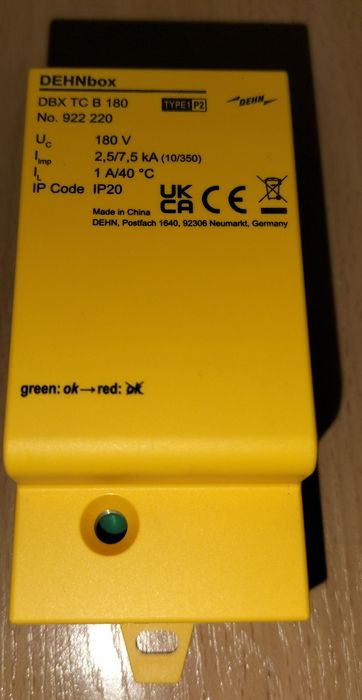 DEHNbox
DBX TC B 180 TYPE1 P2 DEHN
No. 922 220
UC 180 V
Iimp 2,5/7,5 kA (10/350)
IL 1 A/40 °C
IP Code IP20
UK CA CE
Made in China
DEHN, Postfach 1640, 92306 Neumarkt, Germany
green: ok → red: ok